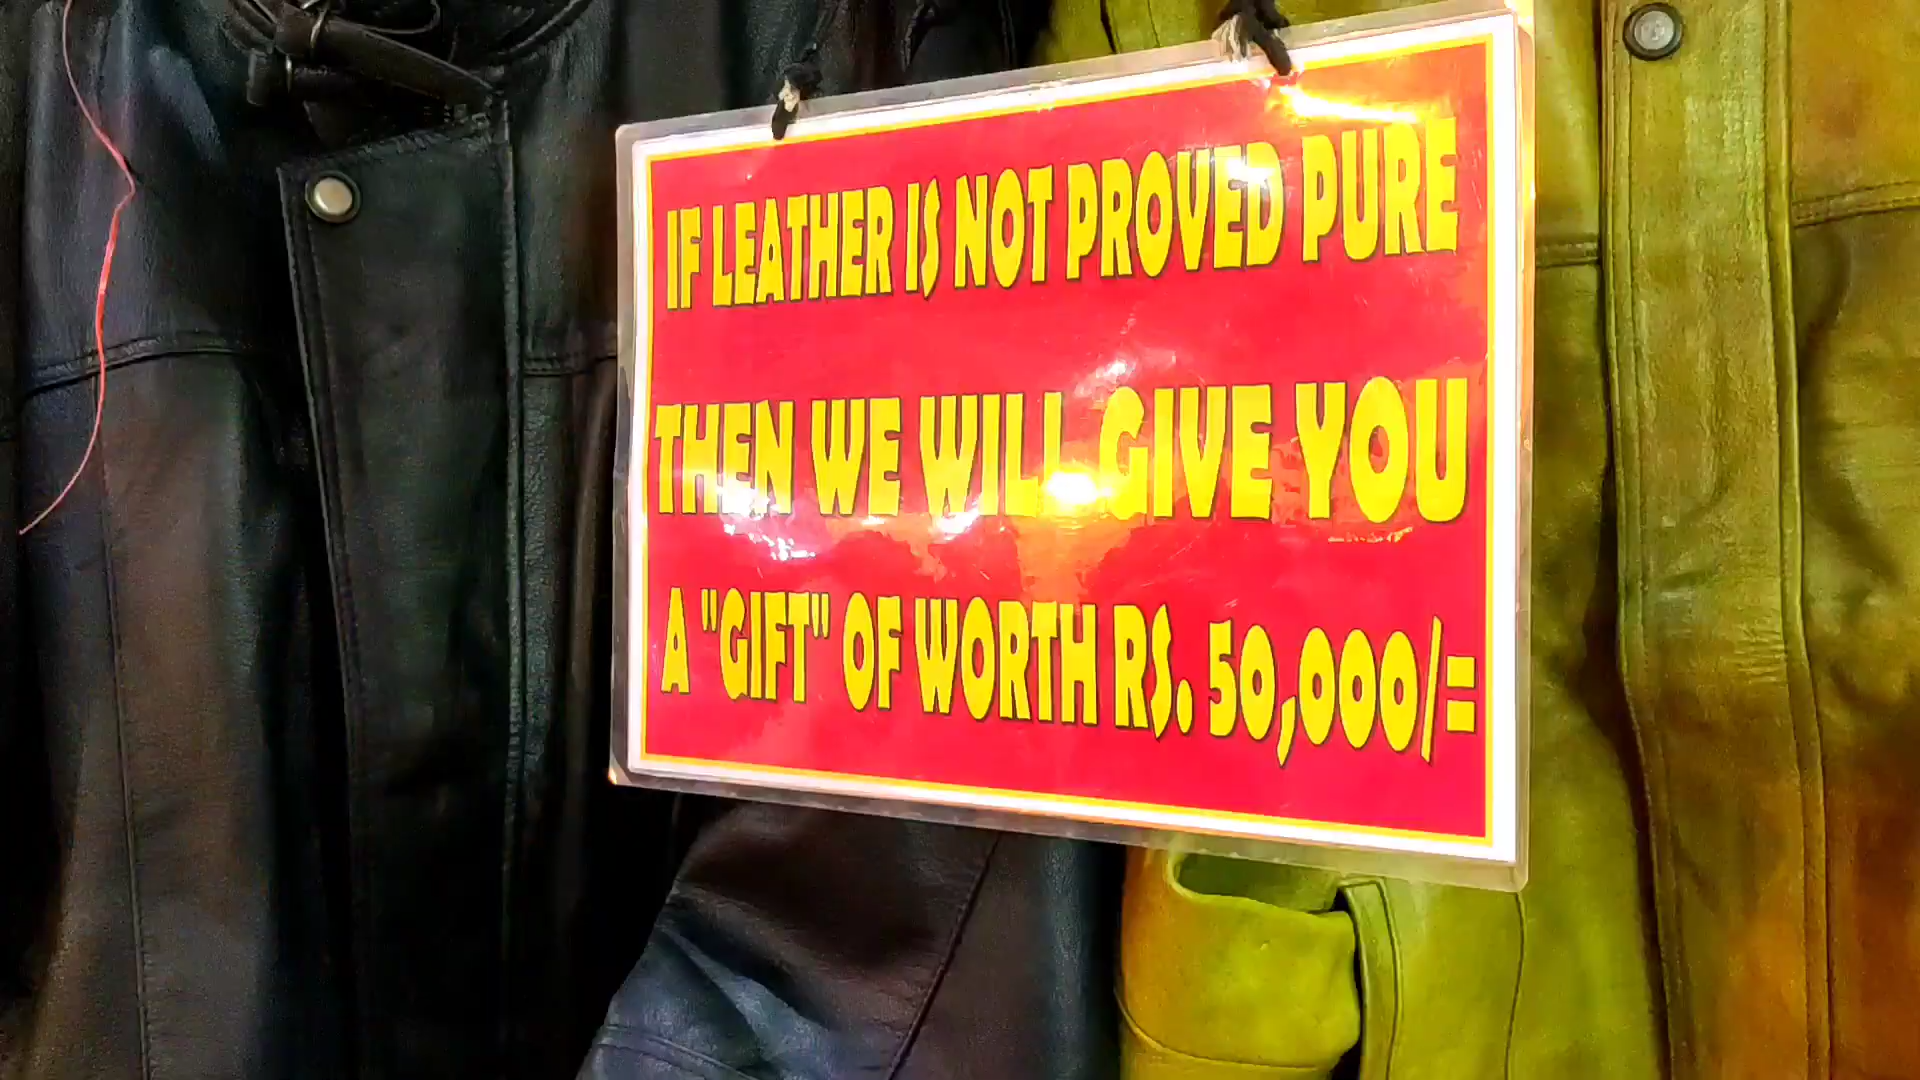 IF LEATHER IS NOT PROVED PURE
THEN WE WILL GIVE YOU
A "GIFT" OF WORTH RS. 50,000/=